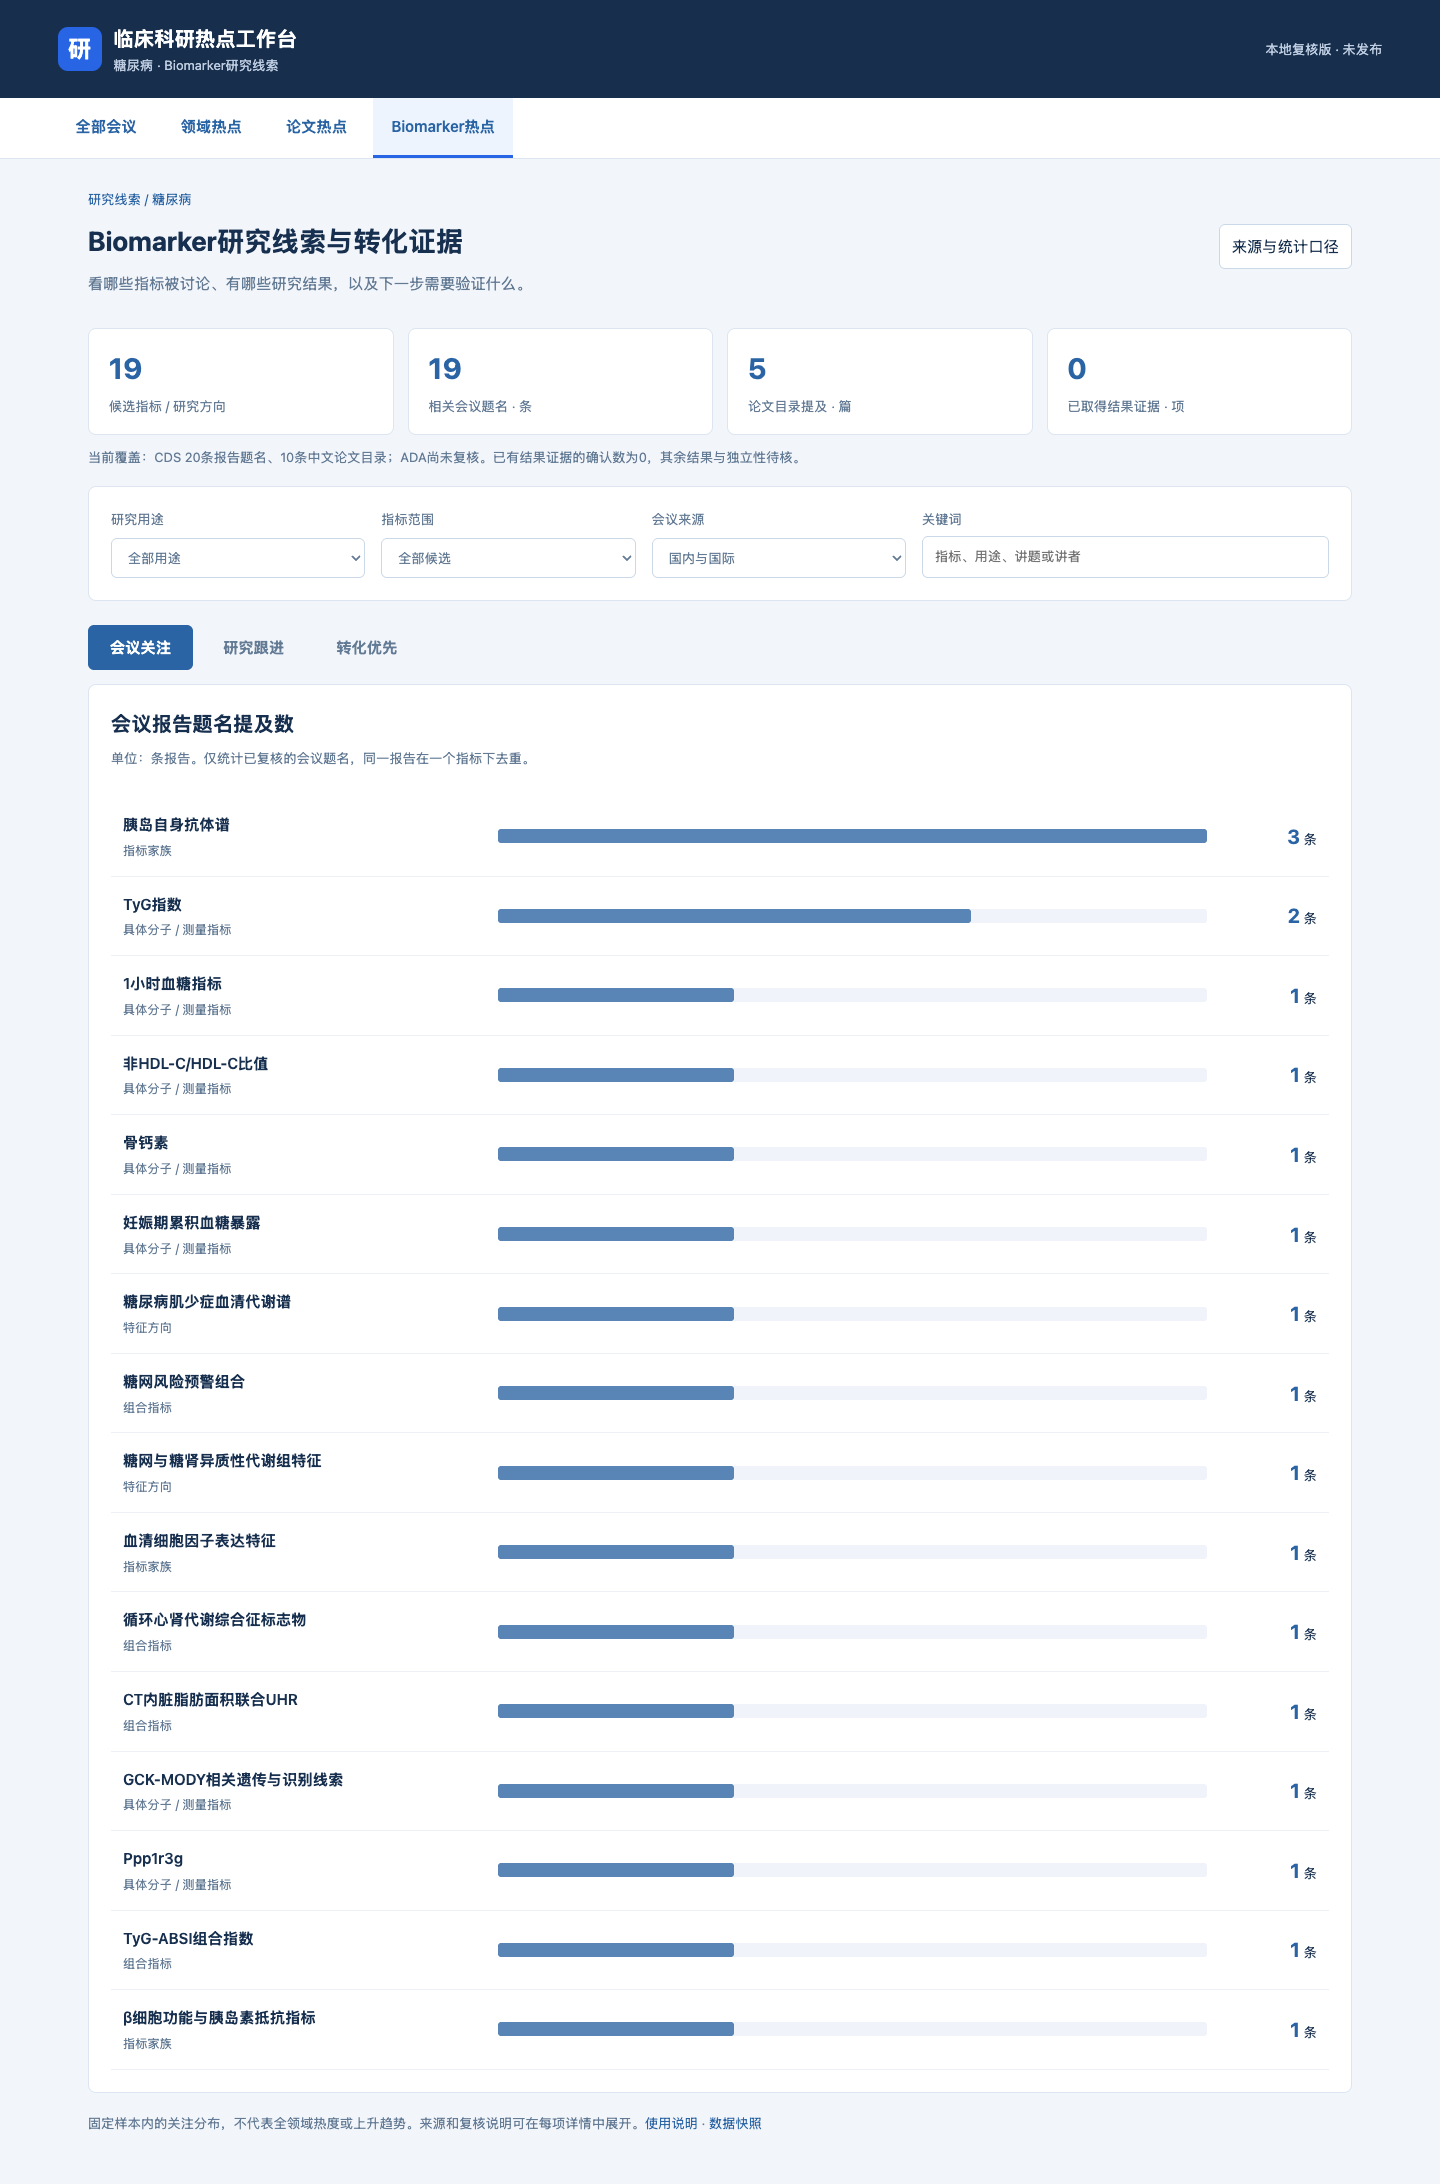 研
临床科研热点工作台
糖尿病 · Biomarker研究线索
本地复核版 · 未发布
全部会议
领域热点
论文热点
Biomarker热点
研究线索 / 糖尿病
Biomarker研究线索与转化证据
来源与统计口径
看哪些指标被讨论、有哪些研究结果，以及下一步需要验证什么。
19
候选指标 / 研究方向
19
相关会议题名 · 条
5
论文目录提及 · 篇
0
已取得结果证据 · 项
当前覆盖：CDS 20条报告题名、10条中文论文目录；ADA尚未复核。已有结果证据的确认数为0，其余结果与独立性待核。
研究用途
指标范围
会议来源
关键词
全部用途
全部候选
国内与国际
指标、用途、讲题或讲者
会议关注
研究跟进
转化优先
会议报告题名提及数
单位：条报告。仅统计已复核的会议题名，同一报告在一个指标下去重。
胰岛自身抗体谱
指标家族
3 条
TyG指数
具体分子 / 测量指标
2 条
1小时血糖指标
具体分子 / 测量指标
1 条
非HDL-C/HDL-C比值
具体分子 / 测量指标
1 条
骨钙素
具体分子 / 测量指标
1 条
妊娠期累积血糖暴露
具体分子 / 测量指标
1 条
糖尿病肌少症血清代谢谱
特征方向
1 条
糖网风险预警组合
组合指标
1 条
糖网与糖肾异质性代谢组特征
特征方向
1 条
血清细胞因子表达特征
指标家族
1 条
循环心肾代谢综合征标志物
组合指标
1 条
CT内脏脂肪面积联合UHR
组合指标
1 条
GCK-MODY相关遗传与识别线索
具体分子 / 测量指标
1 条
Ppp1r3g
具体分子 / 测量指标
1 条
TyG-ABSI组合指数
组合指标
1 条
β细胞功能与胰岛素抵抗指标
指标家族
1 条
固定样本内的关注分布，不代表全领域热度或上升趋势。来源和复核说明可在每项详情中展开。使用说明 · 数据快照